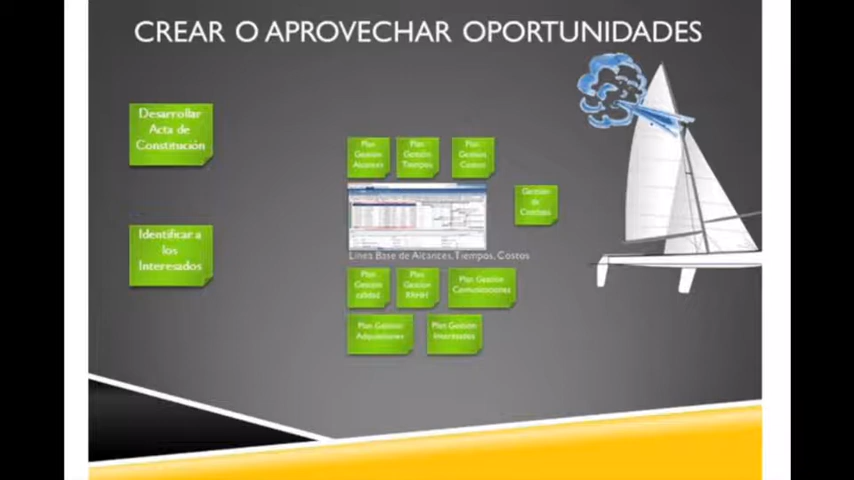 CREAR O APROVECHAR OPORTUNIDADES
Desarrollar
Acta de
Constitución
Identificar a
los
Interesados
Plan
Gestión
Alcances
Plan
Gestión
Tiempos
Plan
Gestión
Costos
Gestión
de
Línea Base de Alcances, Tiempos, Costos
Plan
Gestión
calidad
Plan
Gestión
RRHH
Plan Gestión
Comunicaciones
Plan Gestión
Adquisiciones
Plan Gestión
Interesados